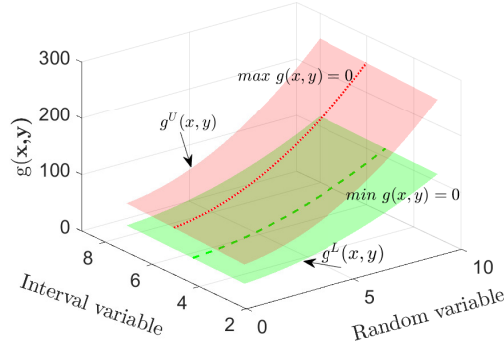 300
200
100
0
g(x,y)
max g(x, y) = 0
g^U(x, y)
min g(x, y) = 0
g^L(x, y)
8
6
4
2
0
5
10
Interval variable
Random variable